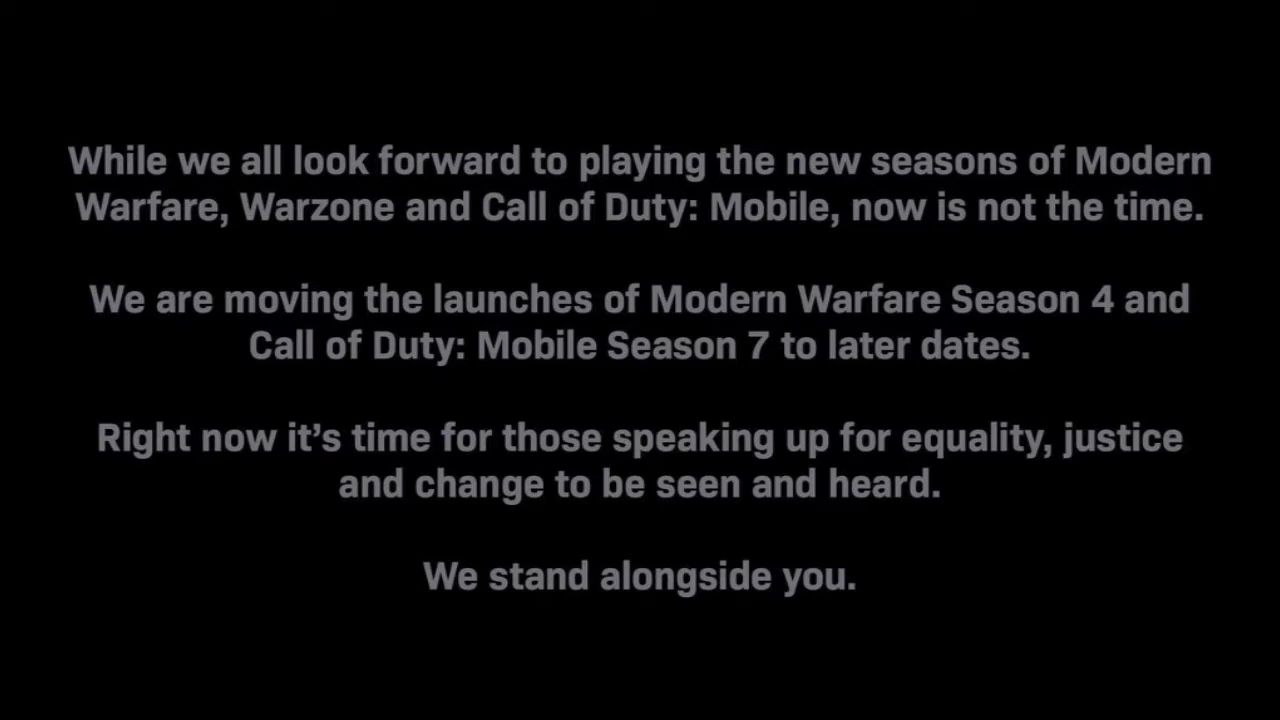 While we all look forward to playing the new seasons of Modern
Warfare, Warzone and Call of Duty: Mobile, now is not the time.
We are moving the launches of Modern Warfare Season 4 and
Call of Duty: Mobile Season 7 to later dates.
Right now it’s time for those speaking up for equality, justice
and change to be seen and heard.
We stand alongside you.